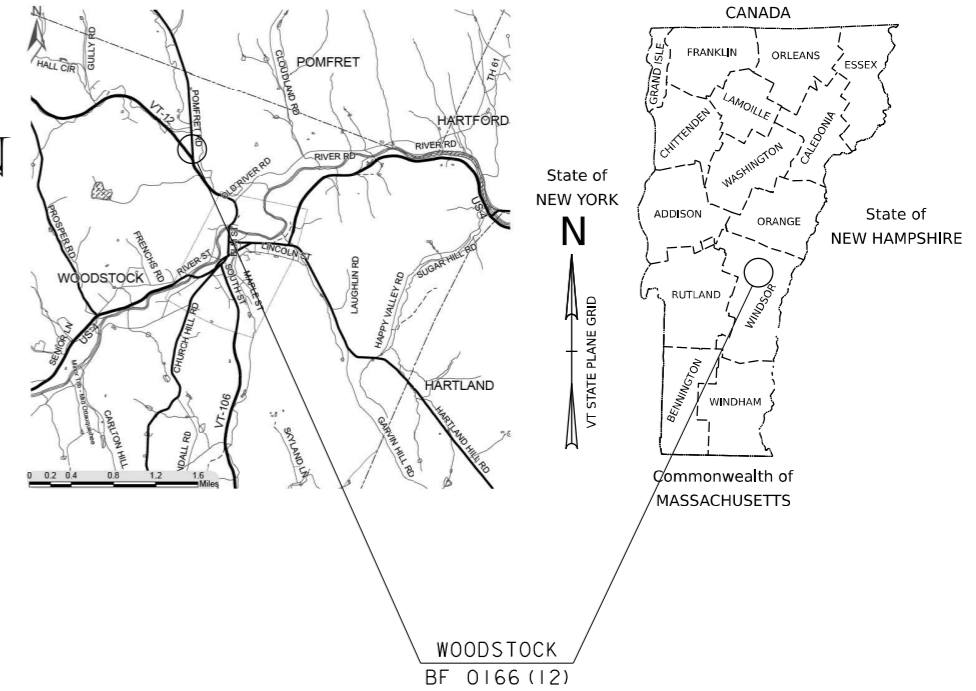 N
HALL CIR
GULLY RD
VT-12
POMFRET RD
CLOUDLAND RD
POMFRET
TH 61
HARTFORD
RIVER RD
RIVER RD
OLD RIVER RD
US-4
PROSPER RD
FRENCHS RD
RIVER ST
LINCOLN ST
SUGAR HILL RD
WOODSTOCK
SOUTH ST
MAPLE ST
LAUGHLIN RD
HAPPY VALLEY RD
US-4
SENIOR LN
CHURCH HILL RD
CARLTON HILL
NDALL RD
VT-106
SKYLAND LN
GARVIN HILL RD
HARTLAND
HARTLAND HILL RD
0 0.2 0.4 0.8 1.2 1.6
Miles
N
CANADA
GRAND ISLE
FRANKLIN
ORLEANS
ESSEX
CHITTENDEN
LAMOILLE
CALEDONIA
WASHINGTON
State of
NEW YORK
ADDISON
ORANGE
State of
NEW HAMPSHIRE
N
VT STATE PLANE GRID
RUTLAND
WINDSOR
BENNINGTON
WINDHAM
Commonwealth of
MASSACHUSETTS
WOODSTOCK
BF 0166 (12)